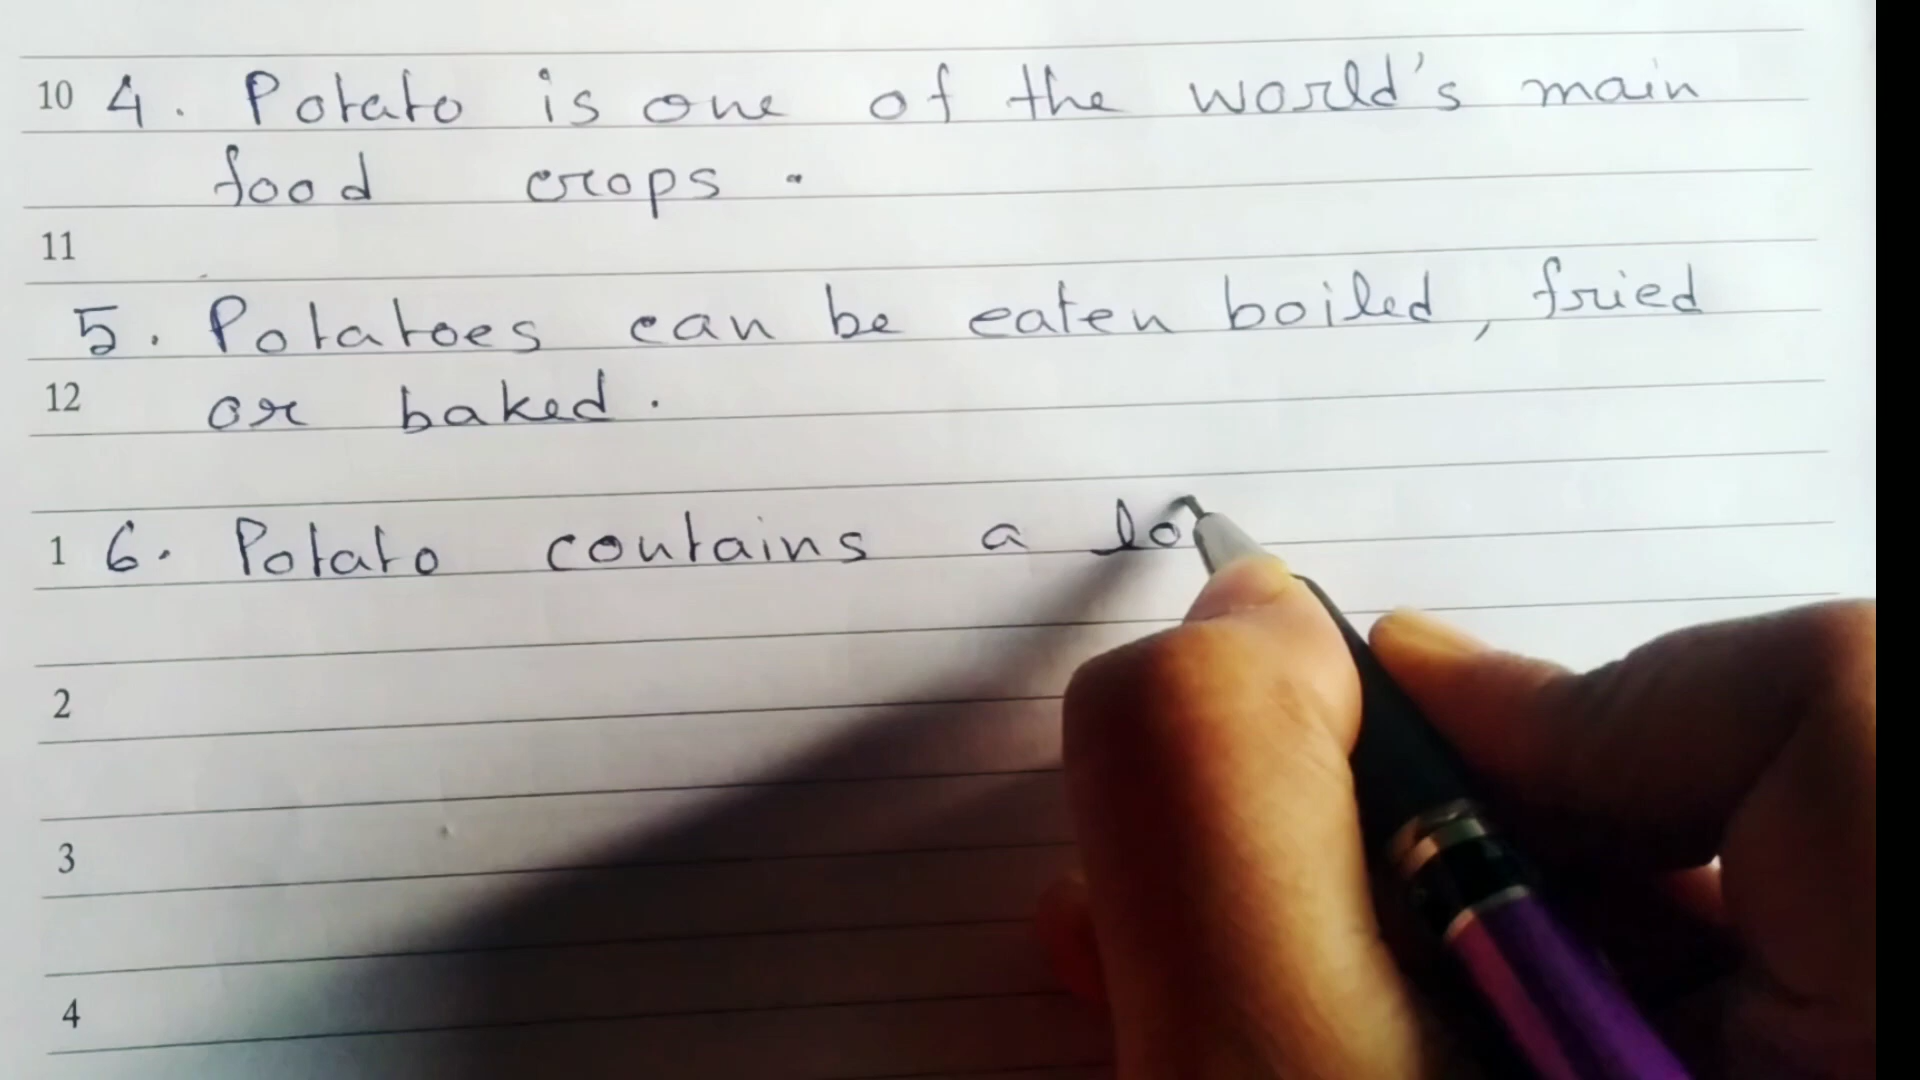 10 4. Potato is one of the world's main
food crops.
11
5. Potatoes can be eaten boiled, fried
12 or baked.
1 6. Potato contains a lo
2
3
4